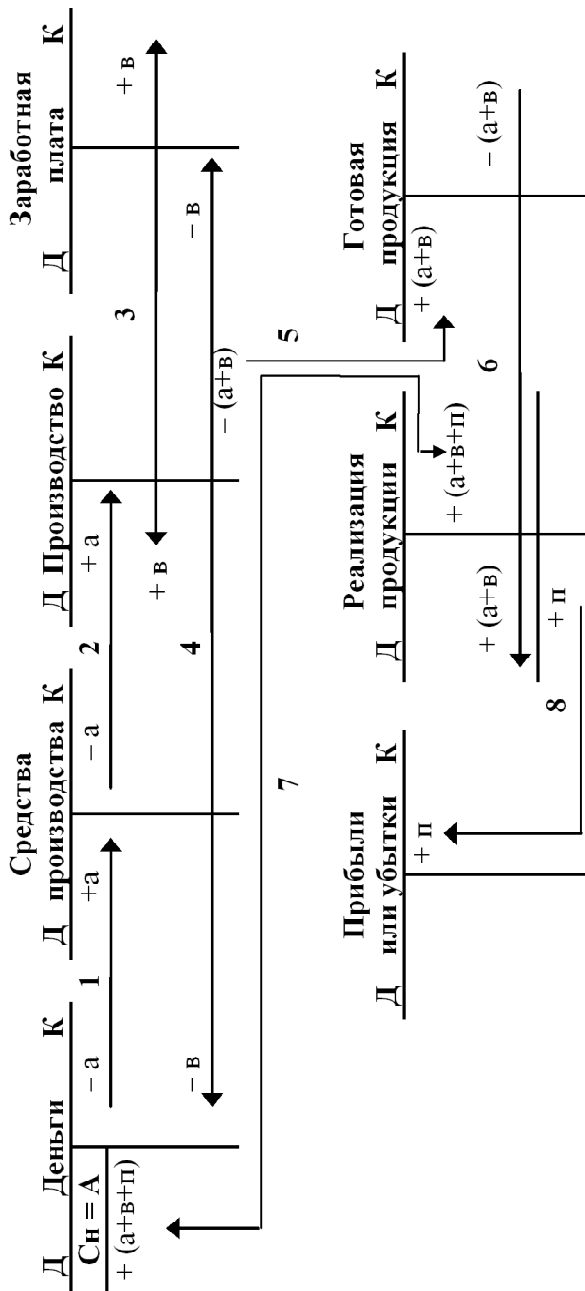 Средства
Заработная
Д Деньги К
Д производства К
Д Производство К
Д плата К
Сн = А
– а
1
+а
– а
2
+ а
3
+ в
+ (а+в+п)
+ в
– в
4
– (а+в)
– в
5
7
Прибыли
Реализация
Готовая
Д или убытки К
Д продукции К
Д продукция К
+ п
+ (а+в+п)
+ (а+в)
+ (а+в)
6
– (а+в)
8
+ п